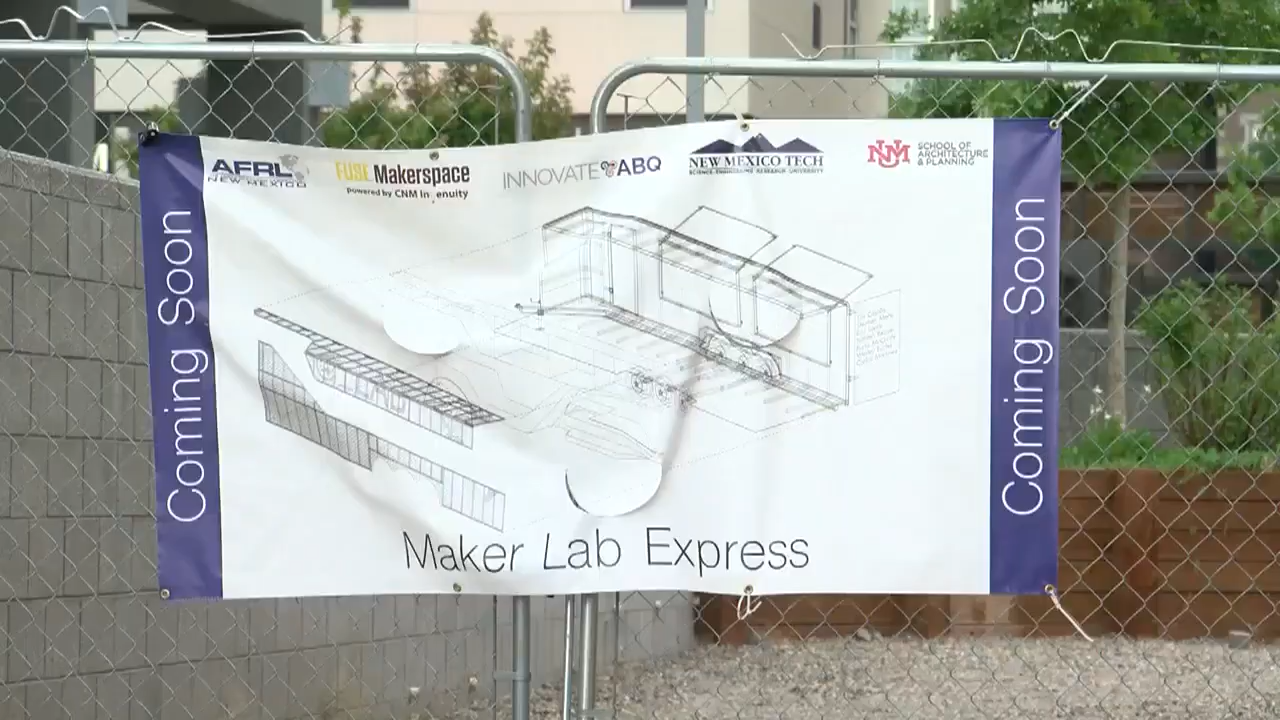 Coming Soon
AFRL
NEW MEXICO
FUSE Makerspace
powered by CNM Ingenuity
INNOVATE ABQ
NEW MEXICO TECH
SCIENCE • ENGINEERING • RESEARCH UNIVERSITY
NM
SCHOOL OF
ARCHITECTURE
& PLANNING
Maker Lab Express
Coming Soon